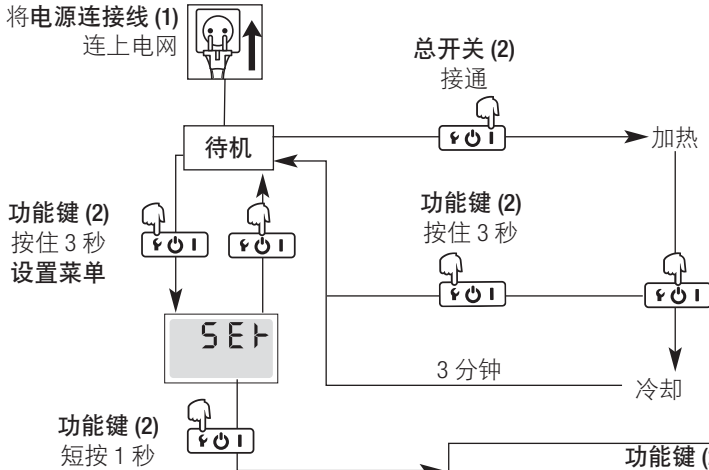 将电源连接线 (1)
连上电网
总开关 (2)
接通
待机
加热
功能键 (2)
按住 3 秒
设置菜单
功能键 (2)
按住 3 秒
SEt
3 分钟
冷却
功能键 (2)
短按 1 秒
功能键 (